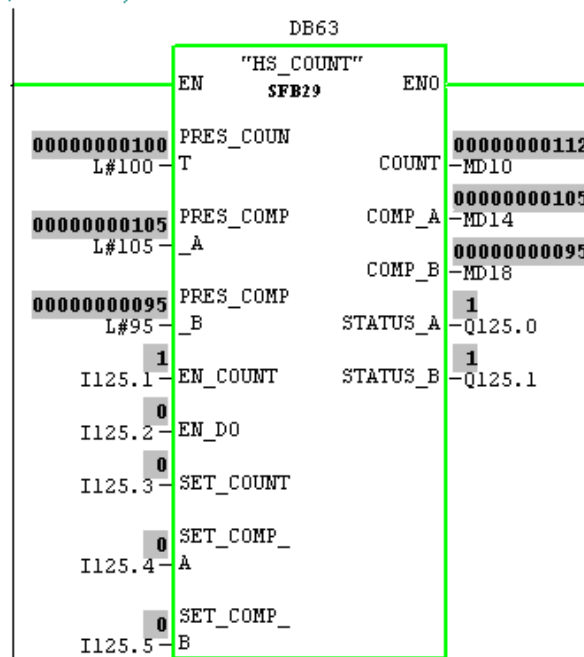 DB63
"HS_COUNT"
EN SFB29 ENO
00000000100 PRES_COUN 00000000112
L#100 T COUNT MD10
00000000105
00000000105 PRES_COMP COMP_A MD14
L#105 _A 00000000095
COMP_B MD18
00000000095 PRES_COMP 1
L#95 _B STATUS_A Q125.0
1 1
I125.1 EN_COUNT STATUS_B Q125.1
0
I125.2 EN_DO
0
I125.3 SET_COUNT
0 SET_COMP_
I125.4 A
0 SET_COMP_
I125.5 B